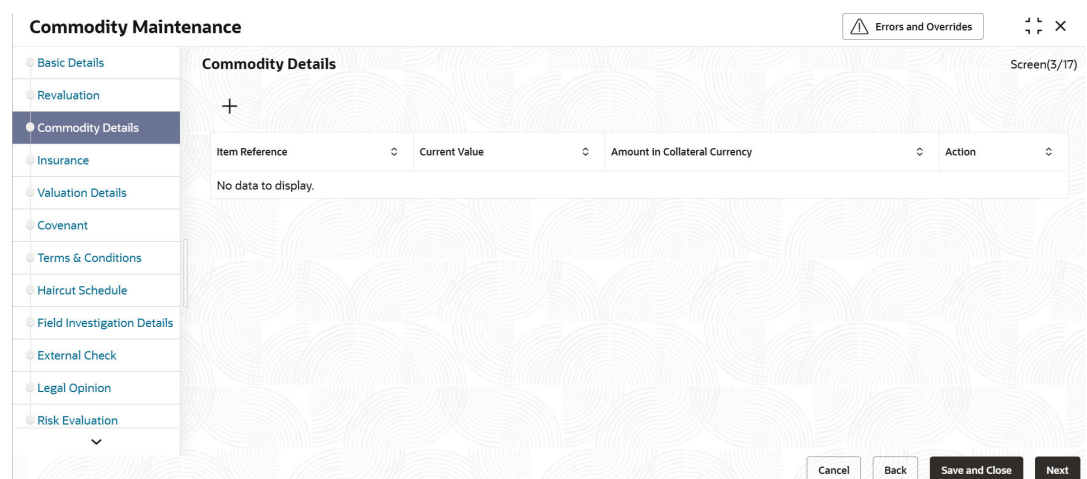 Commodity Maintenance
Errors and Overrides
Basic Details
Revaluation
Commodity Details
Insurance
Valuation Details
Covenant
Terms & Conditions
Haircut Schedule
Field Investigation Details
External Check
Legal Opinion
Risk Evaluation
Commodity Details
Screen(3/17)
Item Reference Current Value Amount in Collateral Currency Action
No data to display.
Cancel Back Save and Close Next